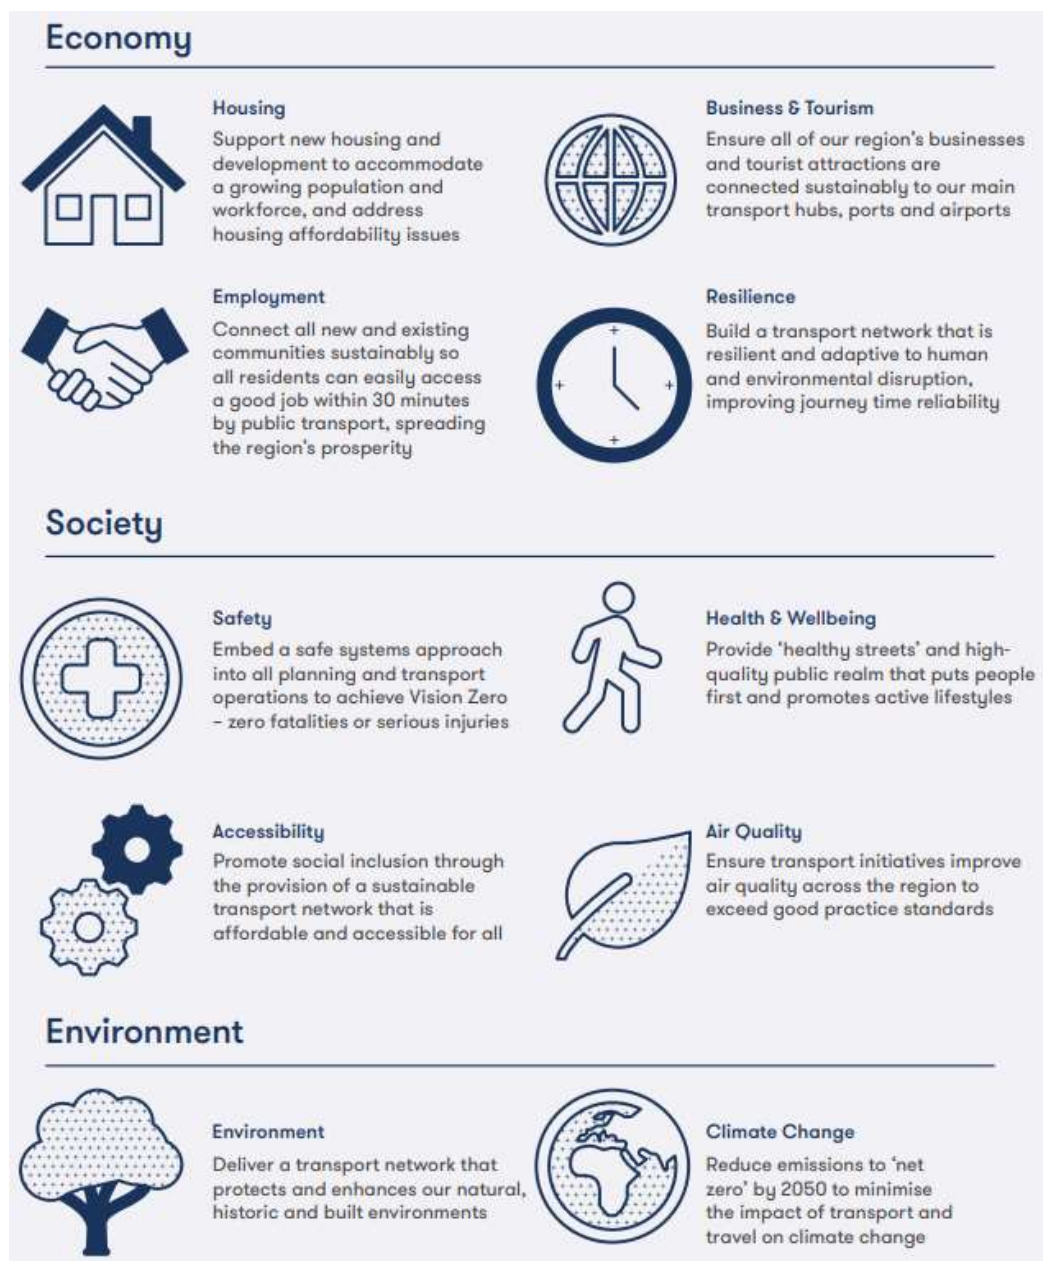 Economy
Housing
Support new housing and
development to accommodate
a growing population and
workforce, and address
housing affordability issues
Business & Tourism
Ensure all of our region's businesses
and tourist attractions are
connected sustainably to our main
transport hubs, ports and airports
Employment
Connect all new and existing
communities sustainably so
all residents can easily access
a good job within 30 minutes
by public transport, spreading
the region's prosperity
Resilience
Build a transport network that is
resilient and adaptive to human
and environmental disruption,
improving journey time reliability
Society
Safety
Embed a safe systems approach
into all planning and transport
operations to achieve Vision Zero
– zero fatalities or serious injuries
Health & Wellbeing
Provide 'healthy streets' and high-
quality public realm that puts people
first and promotes active lifestyles
Accessibility
Promote social inclusion through
the provision of a sustainable
transport network that is
affordable and accessible for all
Air Quality
Ensure transport initiatives improve
air quality across the region to
exceed good practice standards
Environment
Environment
Deliver a transport network that
protects and enhances our natural,
historic and built environments
Climate Change
Reduce emissions to 'net
zero' by 2050 to minimise
the impact of transport and
travel on climate change